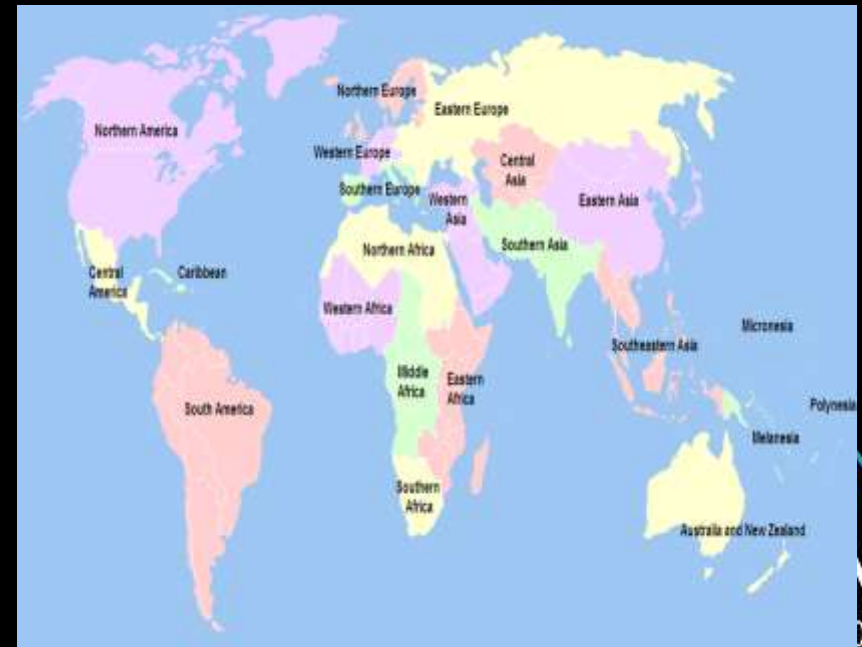 Northern Europe
Eastern Europe
Northern America
Western Europe
Central
Asia
Southern Europe
Western
Asia
Eastern Asia
Northern Africa
Southern Asia
Central
America
Caribbean
Western Africa
Micronesia
Southeastern Asia
Middle
Africa
Eastern
Africa
South America
Polynesia
Melanesia
Southern
Africa
Australia and New Zealand